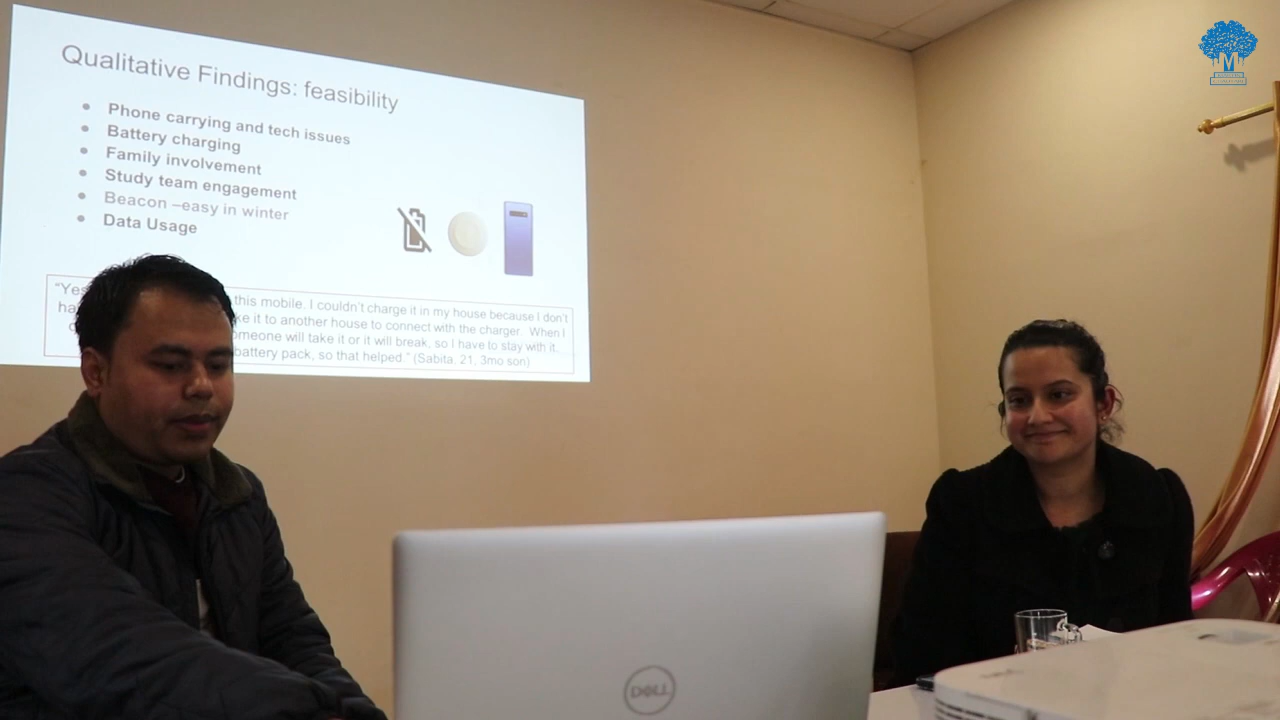 Qualitative Findings: feasibility
• Phone carrying and tech issues
• Battery charging
• Family involvement
• Study team engagement
• Beacon –easy in winter
• Data Usage
“Yes this mobile. I couldn’t charge it in my house because I don’t
ke it to another house to connect with the charger. When I
omeone will take it or it will break, so I have to stay with it.
battery pack, so that helped.” (Sabita, 21, 3mo son)
M
DELL